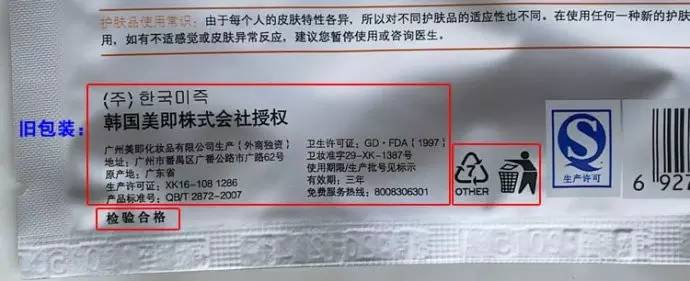 护肤品使用常识：由于每个人的皮肤特性各异，所以对不同护肤品的适应性也不同。在使用任何一种新的护肤
用，如有不适感觉或皮肤异常反应，建议您暂停使用或咨询医生。
旧包装：
(주) 한국미즉
韩国美即株式会社授权
广州美即化妆品有限公司生产（外商独资）
地址：广州市番禺区广番公路市广路62号
原产地：广东省
生产许可证：XK16-108 1286
产品标准号：QB/T 2872-2007
卫生许可证：GD·FDA (1997)
卫妆准字29-XK-1387号
使用期限/生产批号见标示
有效期：三年
免费服务热线：8008306301
检验合格
7
OTHER
QS
生产许可
6 927